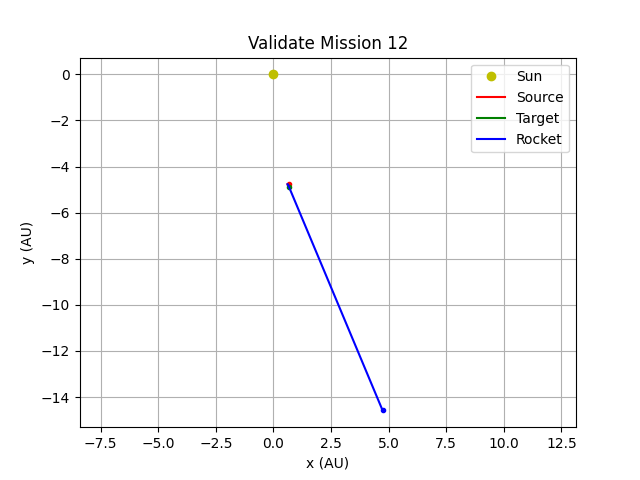 Validate Mission 12
Sun
Source
Target
Rocket
y (AU)
0
−2
−4
−6
−8
−10
−12
−14
−7.5 −5.0 −2.5 0.0 2.5 5.0 7.5 10.0 12.5
x (AU)